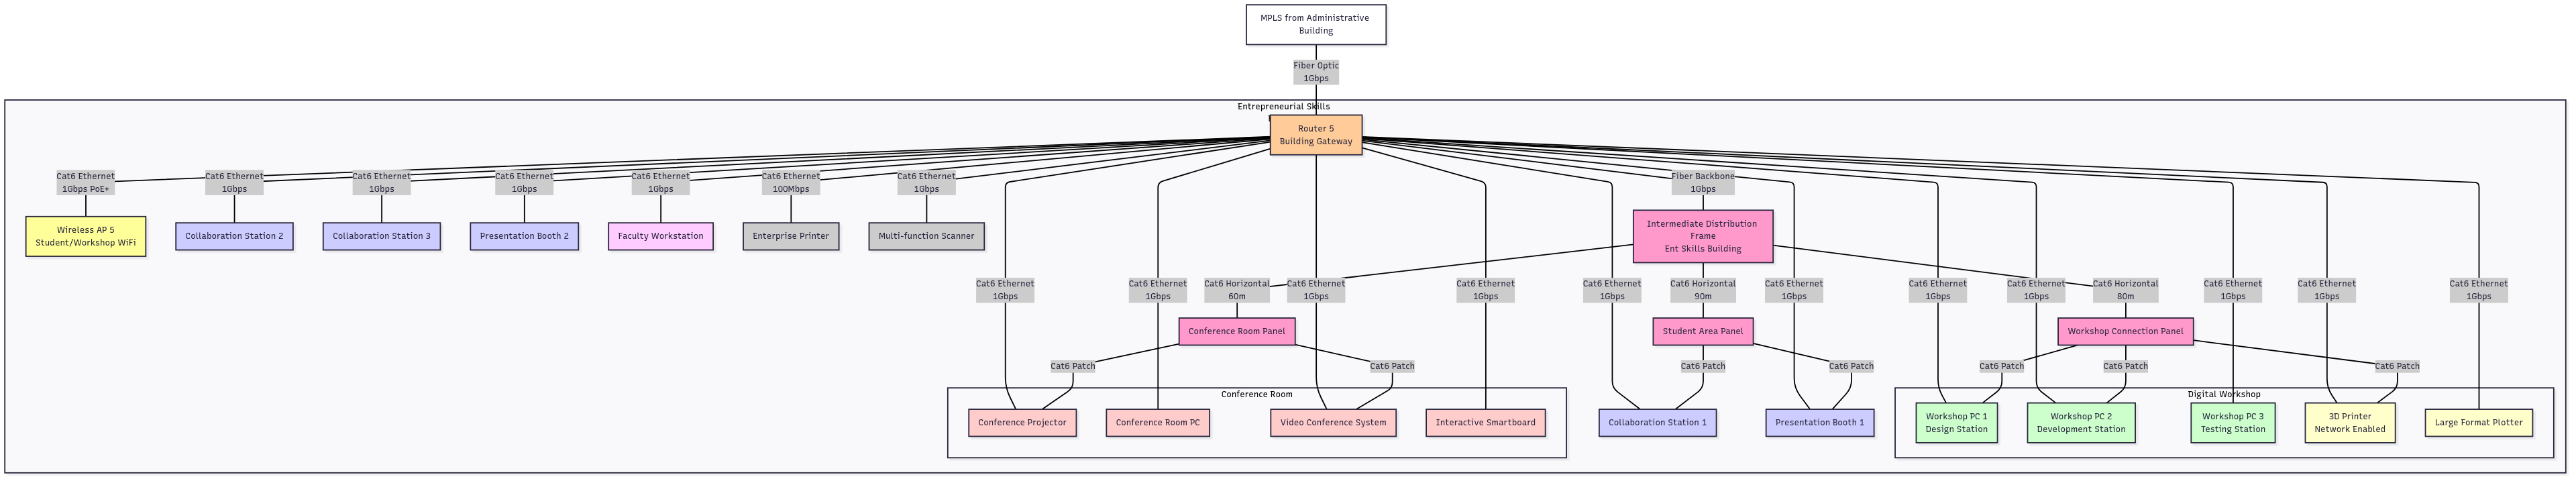 MPLS from Administrative
Building
Fiber Optic
1Gbps
Entrepreneurial Skills
Router 5
Building Gateway
Cat6 Ethernet
1Gbps PoE+
Cat6 Ethernet
1Gbps
Cat6 Ethernet
1Gbps
Cat6 Ethernet
1Gbps
Cat6 Ethernet
1Gbps
Cat6 Ethernet
100Mbps
Cat6 Ethernet
1Gbps
Fiber Backbone
1Gbps
Wireless AP 5
Student/Workshop WiFi
Collaboration Station 2
Collaboration Station 3
Presentation Booth 2
Faculty Workstation
Enterprise Printer
Multi-function Scanner
Intermediate Distribution
Frame
Ent Skills Building
Cat6 Ethernet
1Gbps
Cat6 Ethernet
1Gbps
Cat6 Horizontal
60m
Cat6 Ethernet
1Gbps
Cat6 Ethernet
1Gbps
Cat6 Ethernet
1Gbps
Cat6 Horizontal
90m
Cat6 Ethernet
1Gbps
Cat6 Ethernet
1Gbps
Cat6 Ethernet
1Gbps
Cat6 Horizontal
80m
Cat6 Ethernet
1Gbps
Cat6 Ethernet
1Gbps
Cat6 Ethernet
1Gbps
Conference Room Panel
Student Area Panel
Workshop Connection Panel
Cat6 Patch
Cat6 Patch
Cat6 Patch
Cat6 Patch
Cat6 Patch
Cat6 Patch
Cat6 Patch
Conference Room
Digital Workshop
Conference Projector
Conference Room PC
Video Conference System
Interactive Smartboard
Collaboration Station 1
Presentation Booth 1
Workshop PC 1
Design Station
Workshop PC 2
Development Station
Workshop PC 3
Testing Station
3D Printer
Network Enabled
Large Format Plotter